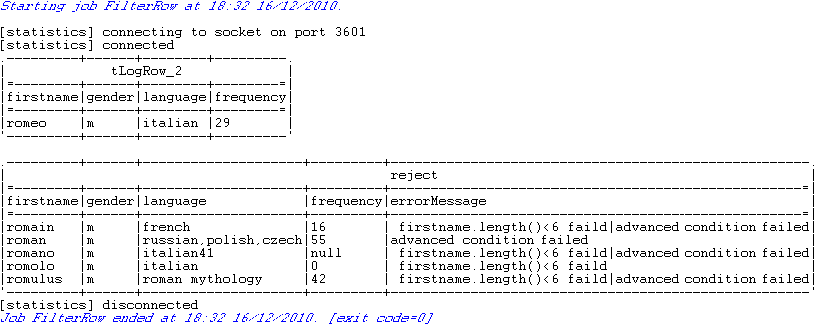 Starting job FilterRow at 18:32 16/12/2010.
[statistics] connecting to socket on port 3601
[statistics] connected
.---------+------+--------+---------.
|             tLogRow_2             |
|=--------+------+--------+--------=|
|firstname|gender|language|frequency|
|=--------+------+--------+--------=|
|romeo    |m     |italian |29       |
'---------+------+--------+---------'
.---------+------+--------------------+---------+----------------------------------------------------.
|                                               reject                                               |
|=--------+------+--------------------+---------+---------------------------------------------------=|
|firstname|gender|language            |frequency|errorMessage                                        |
|=--------+------+--------------------+---------+---------------------------------------------------=|
|romain   |m     |french              |16       | firstname.length()<6 faild|advanced condition failed|
|roman    |m     |russian,polish,czech|55       |advanced condition failed                           |
|romano   |m     |italian41           |null     | firstname.length()<6 faild|advanced condition failed|
|romolo   |m     |italian             |0        | firstname.length()<6 faild                          |
|romulus  |m     |roman mythology     |42       | firstname.length()<6 faild|advanced condition failed|
'---------+------+--------------------+---------+----------------------------------------------------'
[statistics] disconnected
Job FilterRow ended at 18:32 16/12/2010. [exit code=0]